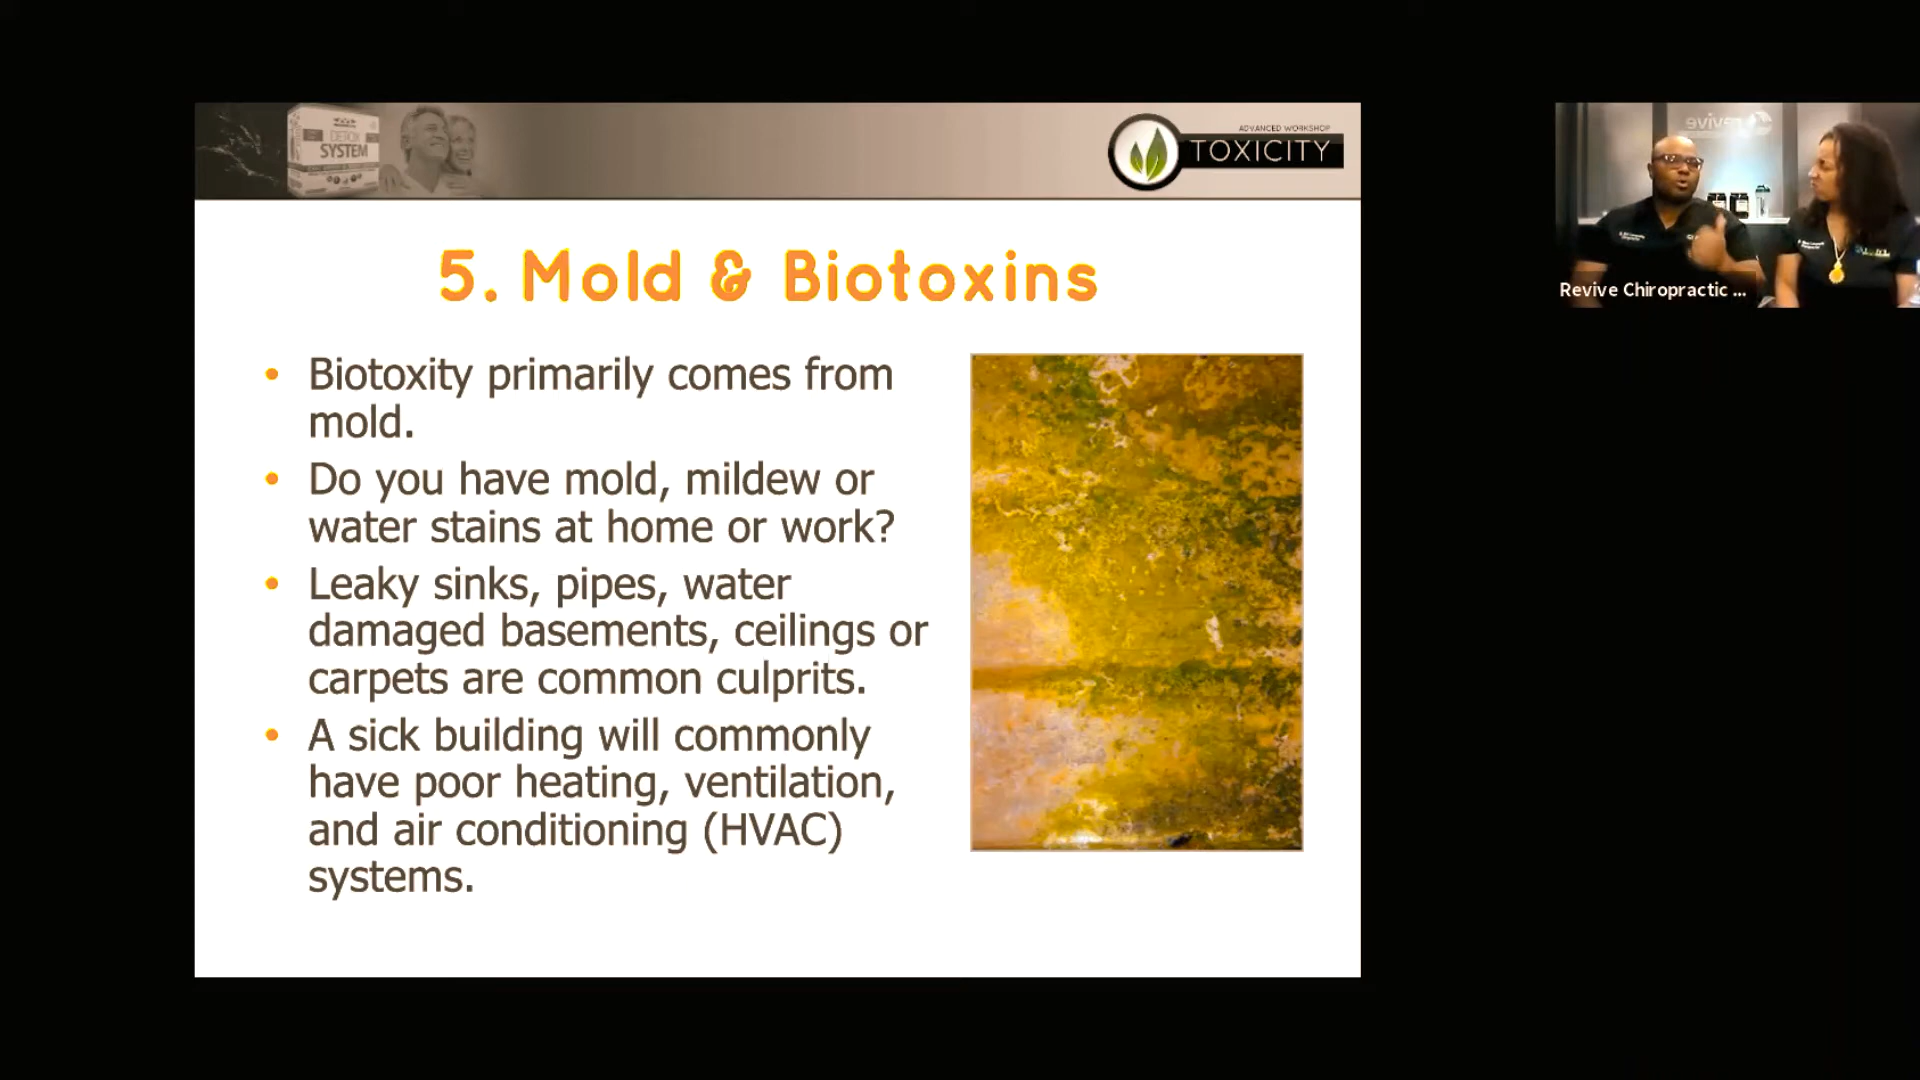 DETOX
SYSTEM
ADVANCED WORKSHOP
TOXICITY
5. Mold & Biotoxins
• Biotoxity primarily comes from
mold.
• Do you have mold, mildew or
water stains at home or work?
• Leaky sinks, pipes, water
damaged basements, ceilings or
carpets are common culprits.
• A sick building will commonly
have poor heating, ventilation,
and air conditioning (HVAC)
systems.
revive
Revive Chiropractic ...